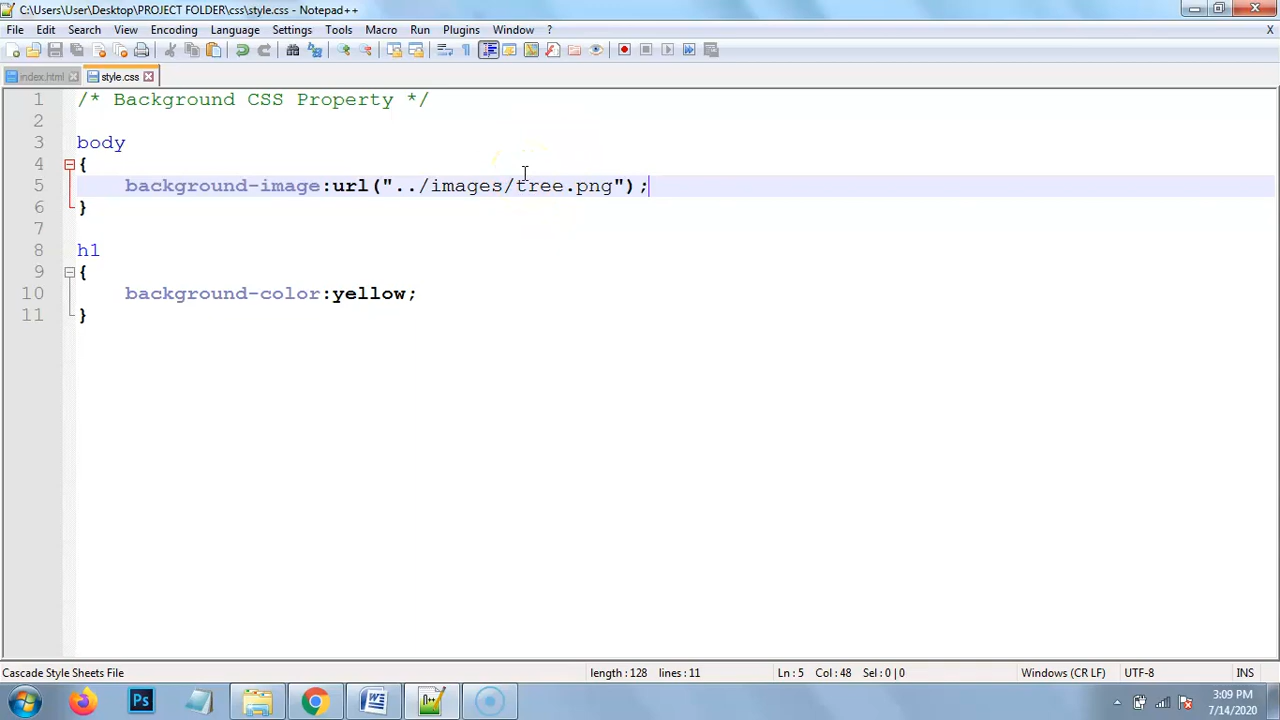 C:\Users\User\Desktop\PROJECT FOLDER\css\style.css - Notepad++
File Edit Search View Encoding Language Settings Tools Macro Run Plugins Window ? X
index.html style.css
1 /* Background CSS Property */
2
3 body
4 {
5 background-image:url("../images/tree.png");
6 }
7
8 h1
9 {
10 background-color:yellow;
11 }
Cascade Style Sheets File length : 128 lines : 11 Ln : 5 Col : 48 Sel : 0 | 0 Windows (CR LF) UTF-8 INS
Ps W n++
3:09 PM
7/14/2020